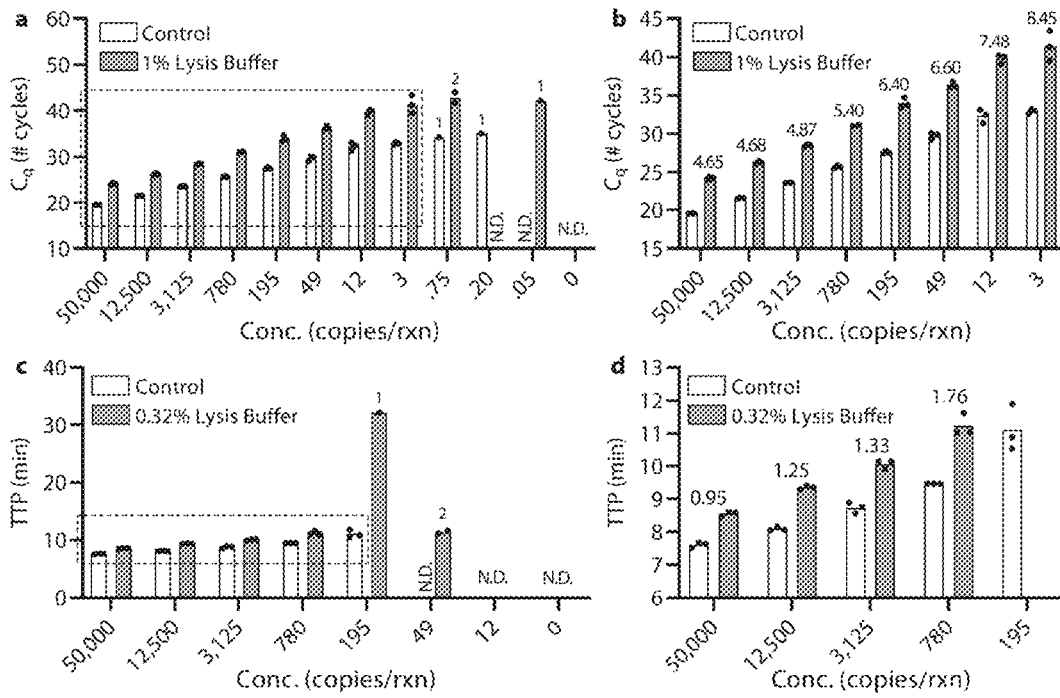 a
60
50
40
30
20
10
C_q (# cycles)
Control
1% Lysis Buffer
1
2
1
1
N.D.
N.D.
N.D.
50,000
12,500
3,125
780
195
49
12
3
.75
.20
.05
0
Conc. (copies/rxn)
b
45
40
35
30
25
20
15
C_q (# cycles)
Control
1% Lysis Buffer
4.65
4.68
4.87
5.40
6.40
6.60
7.48
8.45
50,000
12,500
3,125
780
195
49
12
3
Conc. (copies/rxn)
c
40
30
20
10
0
TTP (min)
Control
0.32% Lysis Buffer
1
2
N.D.
N.D.
N.D.
50,000
12,500
3,125
780
195
49
12
0
Conc. (copies/rxn)
d
13
12
11
10
9
8
7
6
TTP (min)
Control
0.32% Lysis Buffer
0.95
1.25
1.33
1.76
50,000
12,500
3,125
780
195
Conc. (copies/rxn)